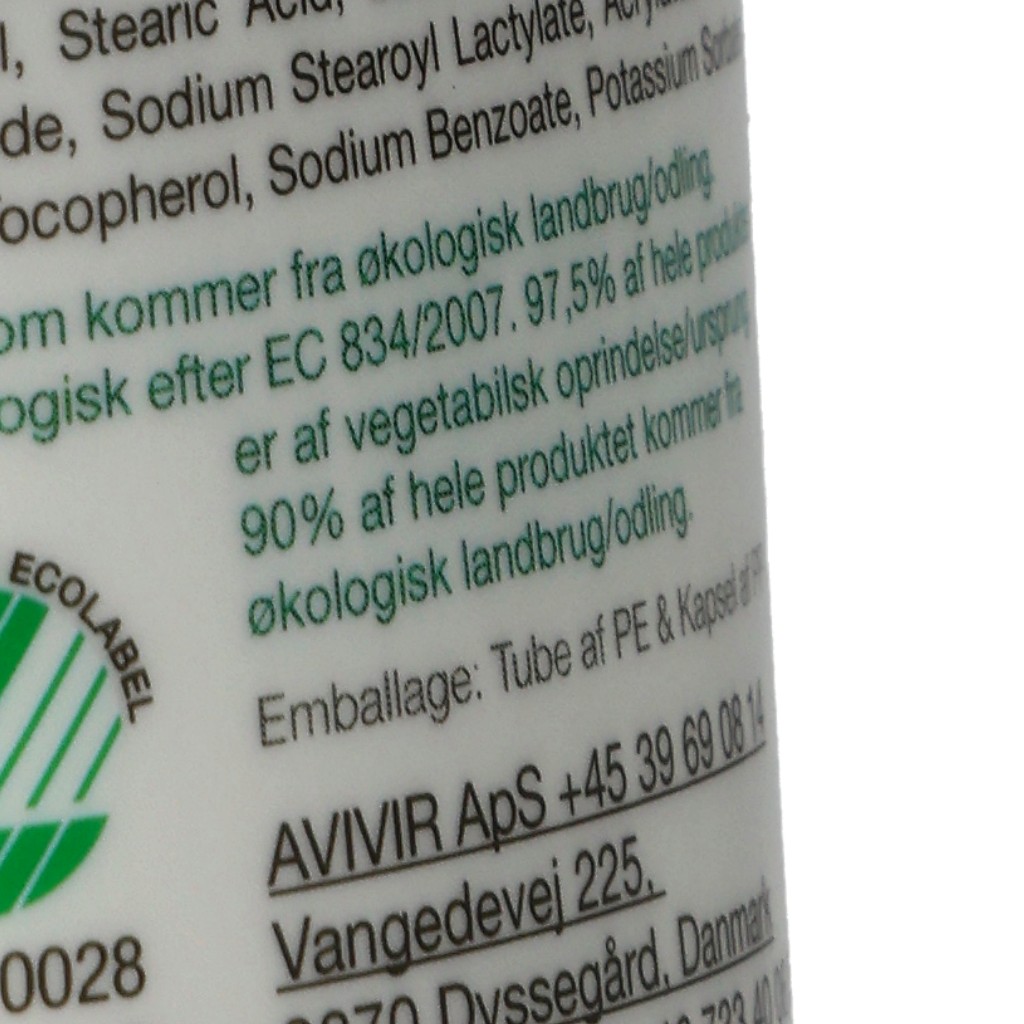 Stearic Acid,
de, Sodium Stearoyl Lactylate,
ocopherol, Sodium Benzoate, Potassium
om kommer fra økologisk landbrug/odling.
ogisk efter EC 834/2007. 97,5% af hele
er af vegetabilsk oprindelse/ursprung
90% af hele produktet kommer fra
økologisk landbrug/odling.
ECOLABEL
Emballage: Tube af PE & Kapsel af
AVIVIR ApS +45 39 69 08 14
Vangedevej 225,
0028
Dyssegård, Danmark